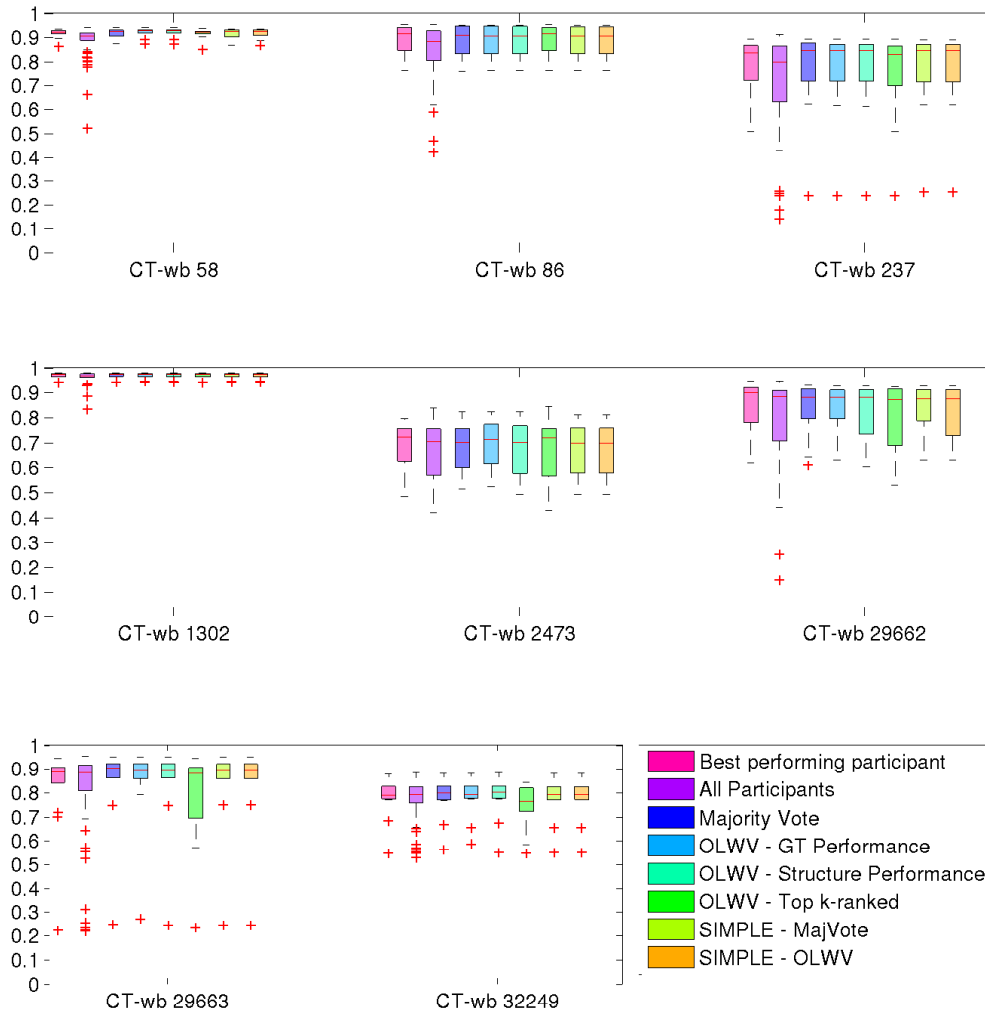 1
0.9
0.8
0.7
0.6
0.5
0.4
0.3
0.2
0.1
0
CT-wb 58
CT-wb 86
CT-wb 237
1
0.9
0.8
0.7
0.6
0.5
0.4
0.3
0.2
0.1
0
CT-wb 1302
CT-wb 2473
CT-wb 29662
1
0.9
0.8
0.7
0.6
0.5
0.4
0.3
0.2
0.1
0
CT-wb 29663
CT-wb 32249
Best performing participant
All Participants
Majority Vote
OLWV - GT Performance
OLWV - Structure Performance
OLWV - Top k-ranked
SIMPLE - MajVote
SIMPLE - OLWV